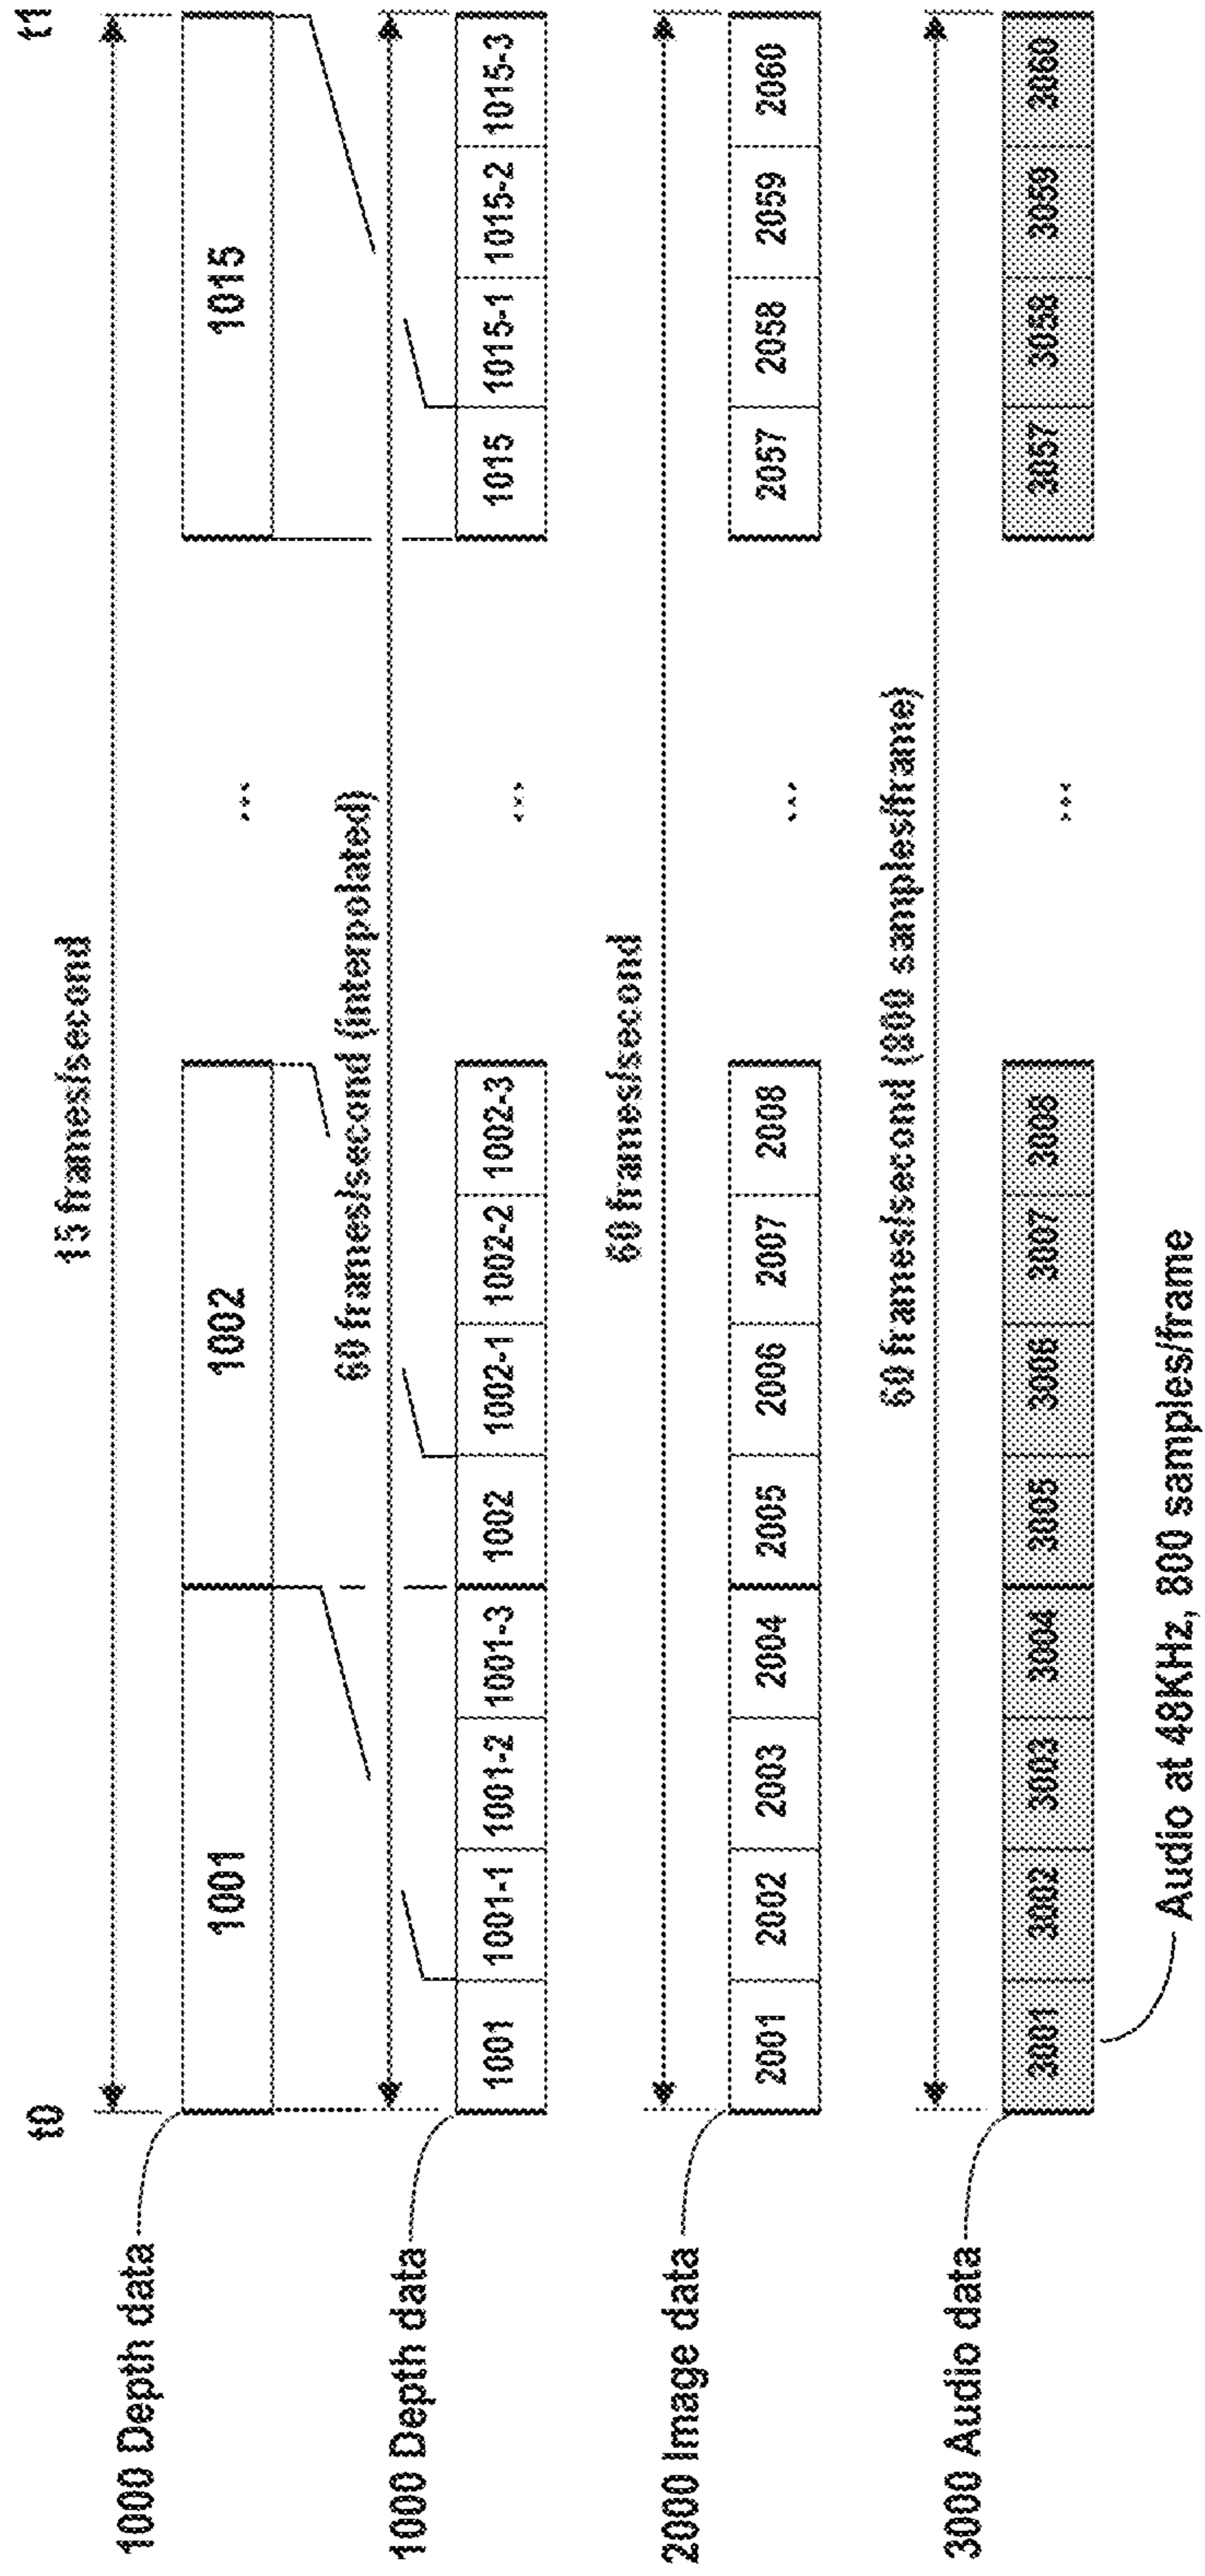 t0
t1
15 frames/second
1000 Depth data
1001
1002
...
1015
60 frames/second (interpolated)
1000 Depth data
1001 1001-1 1001-2 1001-3 1002 1002-1 1002-2 1002-3
...
1015 1015-1 1015-2 1015-3
60 frames/second
2000 Image data
2001 2002 2003 2004 2005 2006 2007 2008
...
2057 2058 2059 2060
60 frames/second (800 samples/frame)
3000 Audio data
3001 3002 3003 3004 3005 3006 3007 3008
...
3057 3058 3059 3060
Audio at 48KHz, 800 samples/frame